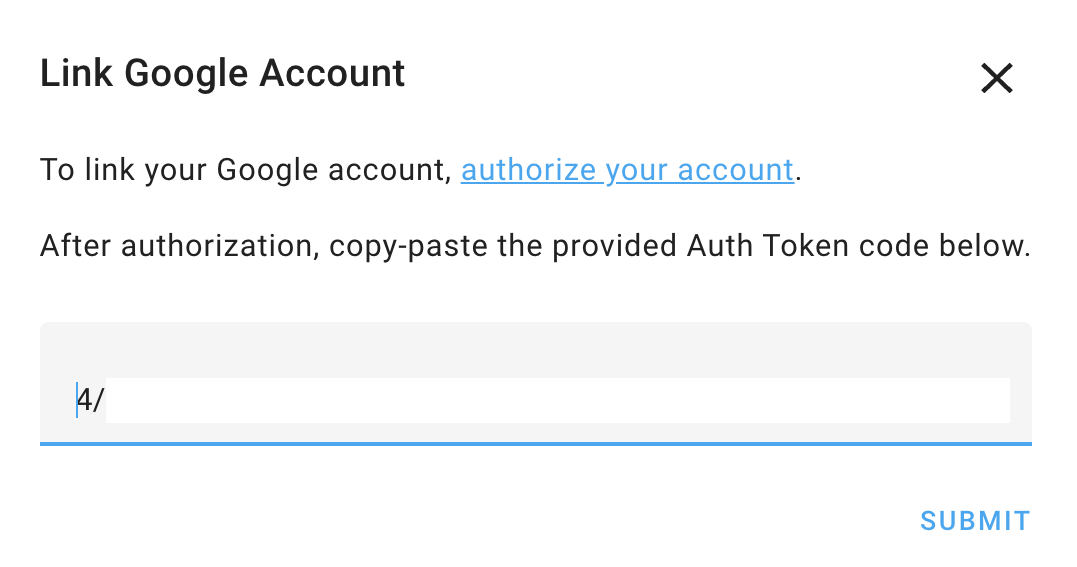 Link Google Account
To link your Google account, authorize your account.
After authorization, copy-paste the provided Auth Token code below.
4/
SUBMIT